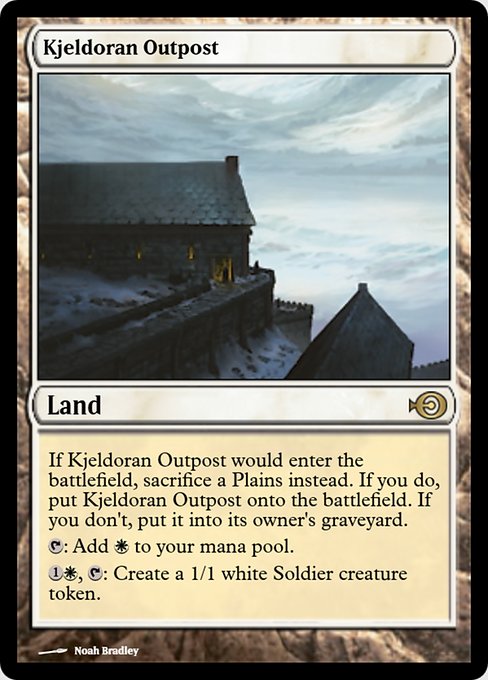 Kjeldoran Outpost
Land
If Kjeldoran Outpost would enter the
battlefield, sacrifice a Plains instead. If you do,
put Kjeldoran Outpost onto the battlefield. If
you don't, put it into its owner's graveyard.
: Add to your mana pool.
1 , : Create a 1/1 white Soldier creature
token.
Noah Bradley